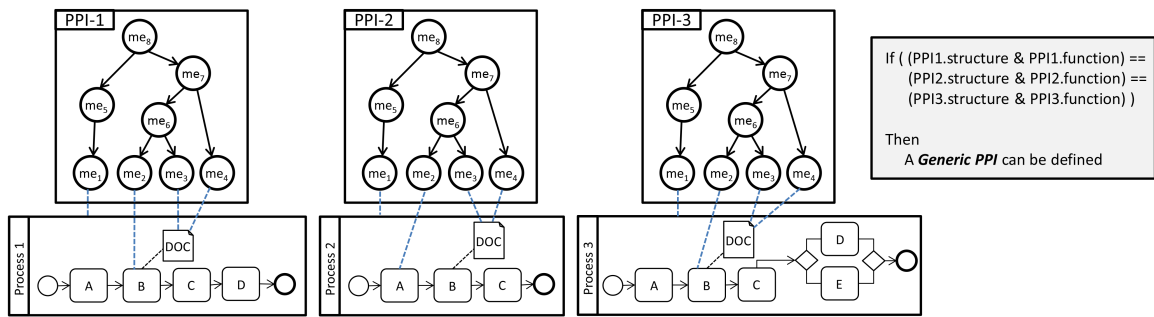 PPI-1
me8
me7
me5
me6
me1
me2
me3
me4
Process 1
DOC
A
B
C
D
PPI-2
me8
me7
me5
me6
me1
me2
me3
me4
Process 2
DOC
A
B
C
PPI-3
me8
me7
me5
me6
me1
me2
me3
me4
Process 3
DOC
A
B
C
D
E
If ( (PPI1.structure & PPI1.function) ==
(PPI2.structure & PPI2.function) ==
(PPI3.structure & PPI3.function) )
Then
A Generic PPI can be defined